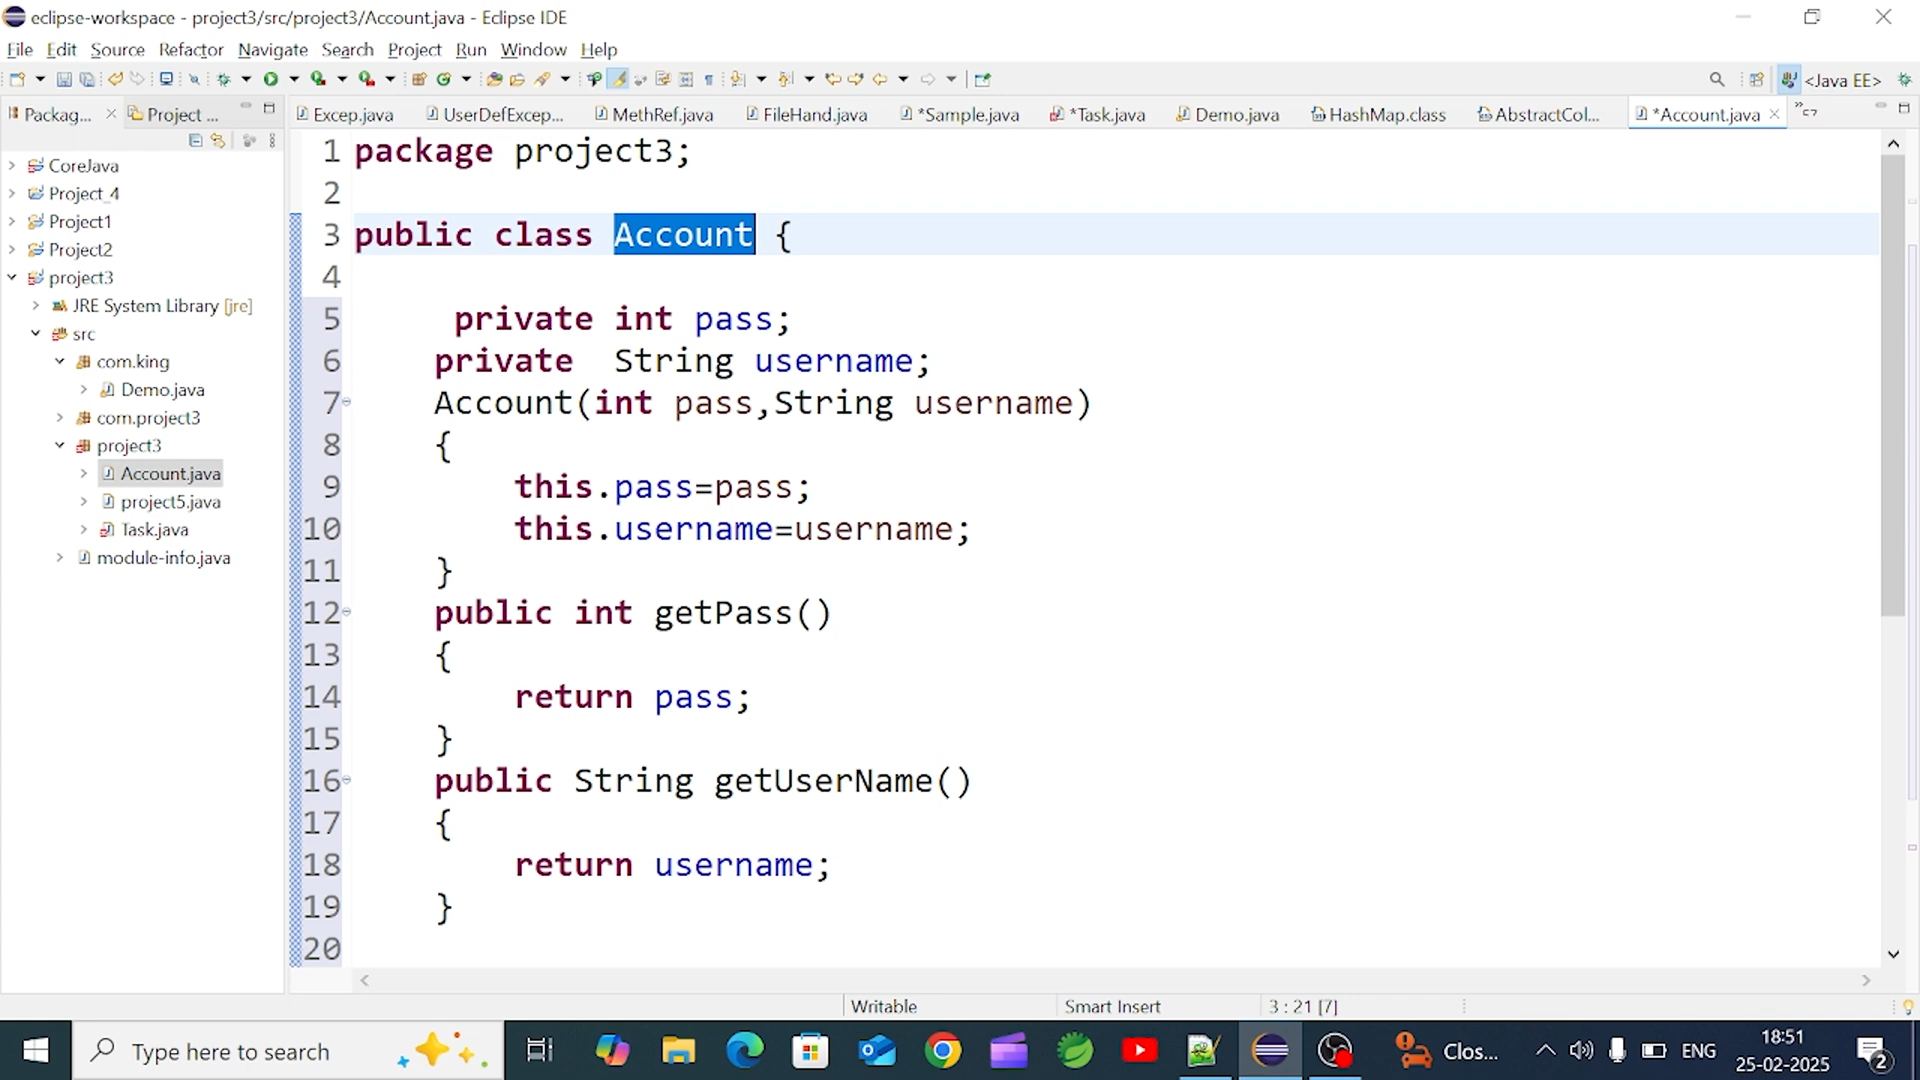 eclipse-workspace - project3/src/project3/Account.java - Eclipse IDE
File Edit Source Refactor Navigate Search Project Run Window Help
<Java EE>
Packag... Project ...
Excep.java UserDefExcep... MethRef.java FileHand.java *Sample.java *Task.java Demo.java HashMap.class AbstractCol... *Account.java
CoreJava
Project_4
Project1
Project2
project3
JRE System Library [jre]
src
com.king
Demo.java
com.project3
project3
Account.java
project5.java
Task.java
module-info.java
1 package project3;
2
3 public class Account {
4
5 private int pass;
6 private  String username;
7 Account(int pass,String username)
8 {
9 this.pass=pass;
10 this.username=username;
11 }
12 public int getPass()
13 {
14 return pass;
15 }
16 public String getUserName()
17 {
18 return username;
19 }
20
Writable Smart Insert 3 : 21 [7]
Type here to search
Clos...
ENG
18:51
25-02-2025
2